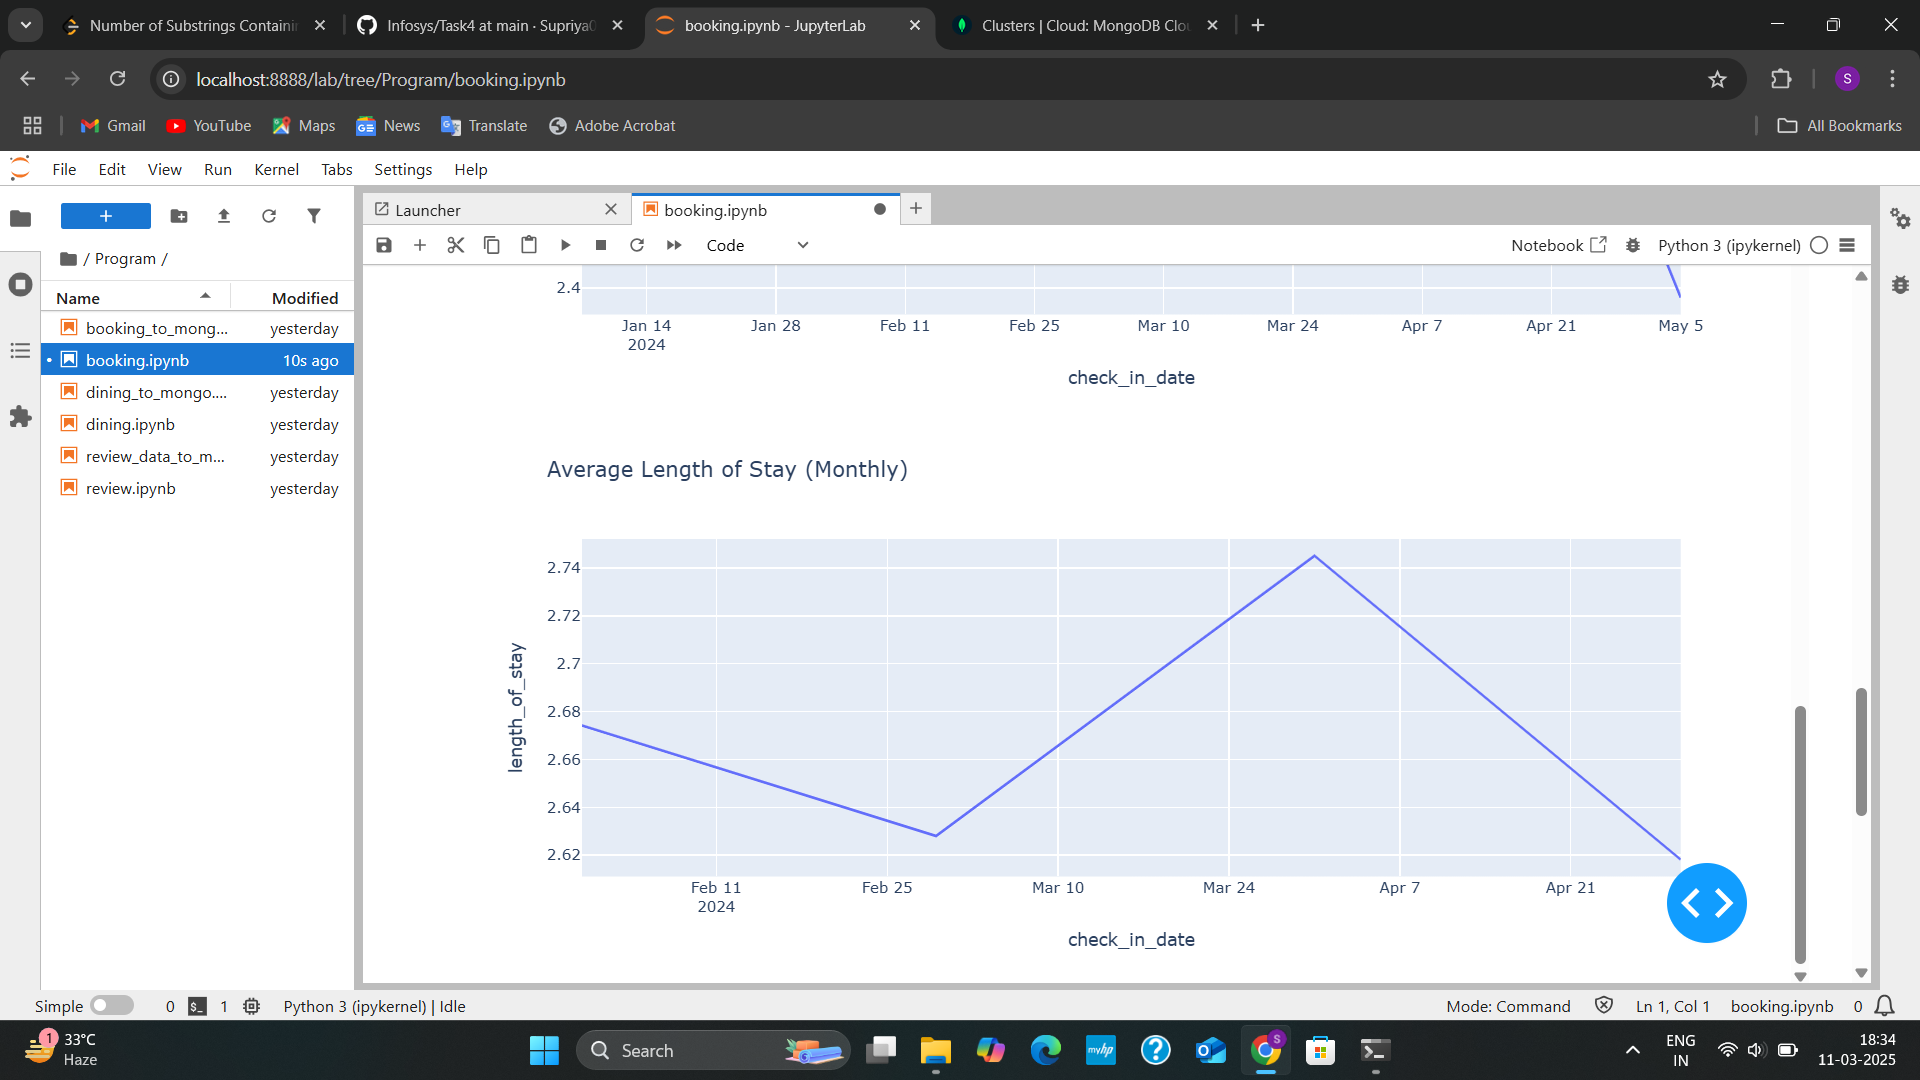 Number of Substrings Containin
Infosys/Task4 at main · Supriya0
booking.ipynb - JupyterLab
Clusters | Cloud: MongoDB Clou
localhost:8888/lab/tree/Program/booking.ipynb
S
Gmail
YouTube
Maps
News
Translate
Adobe Acrobat
All Bookmarks
File
Edit
View
Run
Kernel
Tabs
Settings
Help
Launcher
booking.ipynb
Code
Notebook
Python 3 (ipykernel)
/ Program /
Name
Modified
booking_to_mong...
yesterday
booking.ipynb
10s ago
dining_to_mongo....
yesterday
dining.ipynb
yesterday
review_data_to_m...
yesterday
review.ipynb
yesterday
2.4
Jan 14
2024
Jan 28
Feb 11
Feb 25
Mar 10
Mar 24
Apr 7
Apr 21
May 5
check_in_date
Average Length of Stay (Monthly)
2.74
2.72
2.7
2.68
2.66
2.64
2.62
length_of_stay
Feb 11
2024
Feb 25
Mar 10
Mar 24
Apr 7
Apr 21
check_in_date
Simple
0
$_
1
Python 3 (ipykernel) | Idle
Mode: Command
Ln 1, Col 1
booking.ipynb
0
1
33°C
Haze
Search
myhp
S
ENG
IN
18:34
11-03-2025